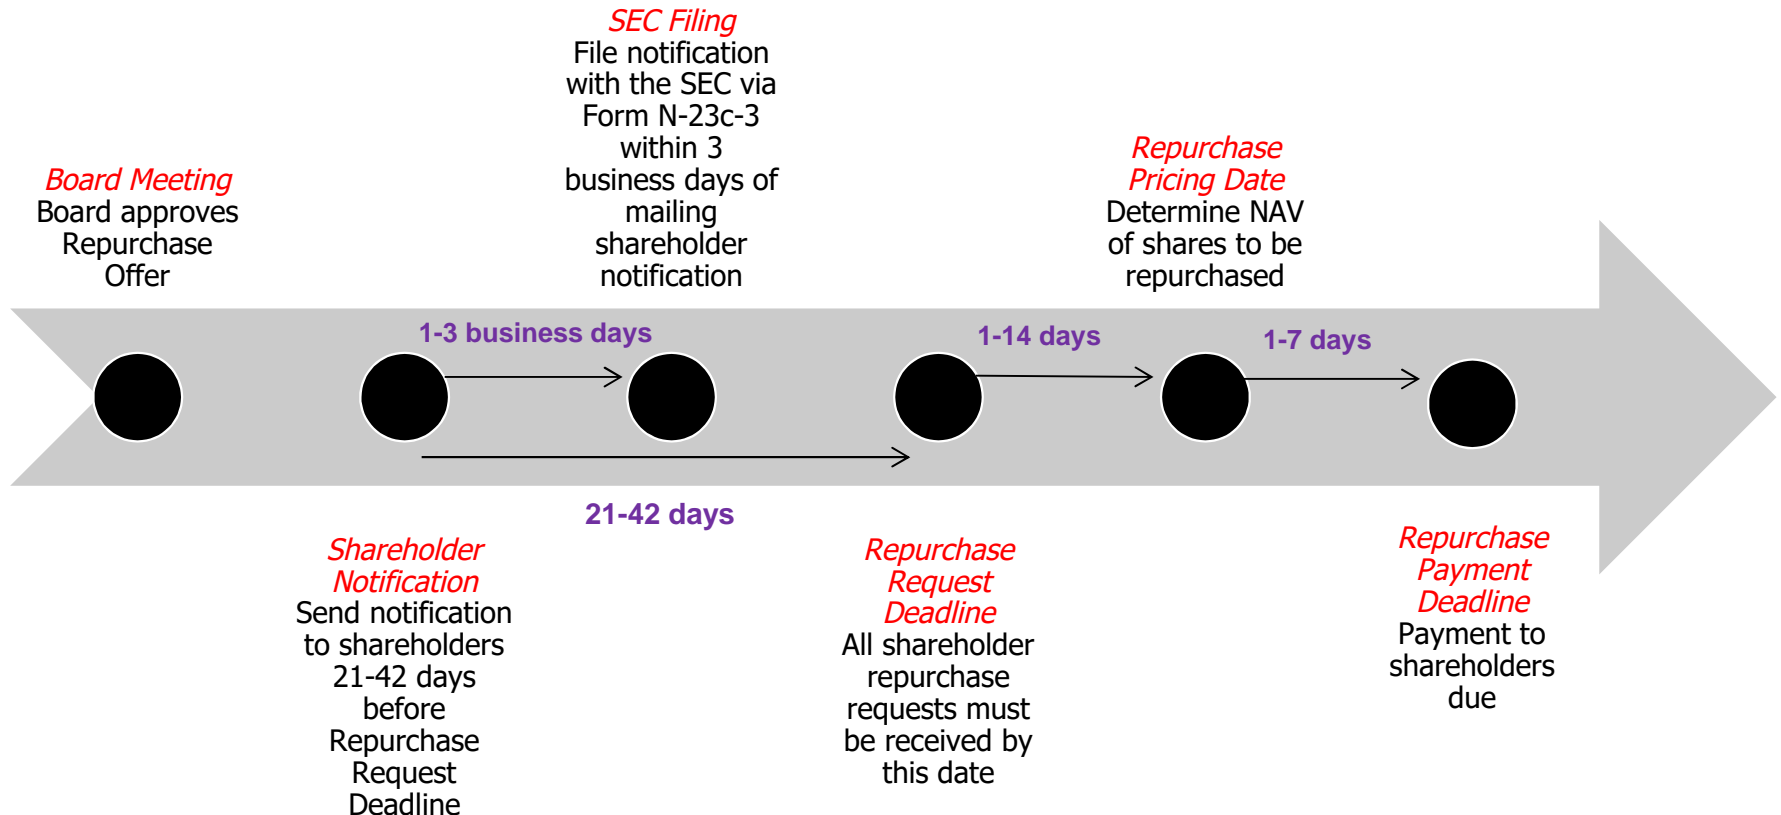 SEC Filing
File notification
with the SEC via
Form N-23c-3
within 3
business days of
mailing
shareholder
notification
Board Meeting
Board approves
Repurchase
Offer
Repurchase
Pricing Date
Determine NAV
of shares to be
repurchased
1-3 business days
1-14 days
1-7 days
21-42 days
Shareholder
Notification
Send notification
to shareholders
21-42 days
before
Repurchase
Request
Deadline
Repurchase
Request
Deadline
All shareholder
repurchase
requests must
be received by
this date
Repurchase
Payment
Deadline
Payment to
shareholders
due